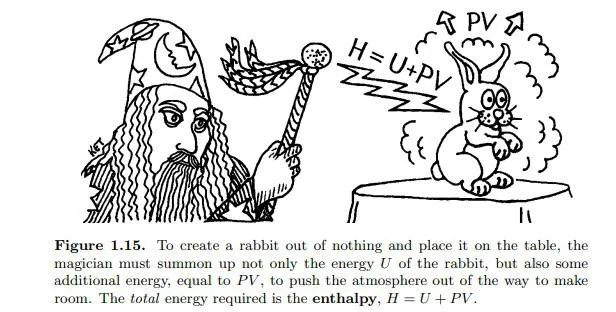 PV
H = U + PV
KET
Figure 1.15. To create a rabbit out of nothing and place it on the table, the
magician must summon up not only the energy U of the rabbit, but also some
additional energy, equal to PV, to push the atmosphere out of the way to make
room. The total energy required is the enthalpy, H = U + PV.